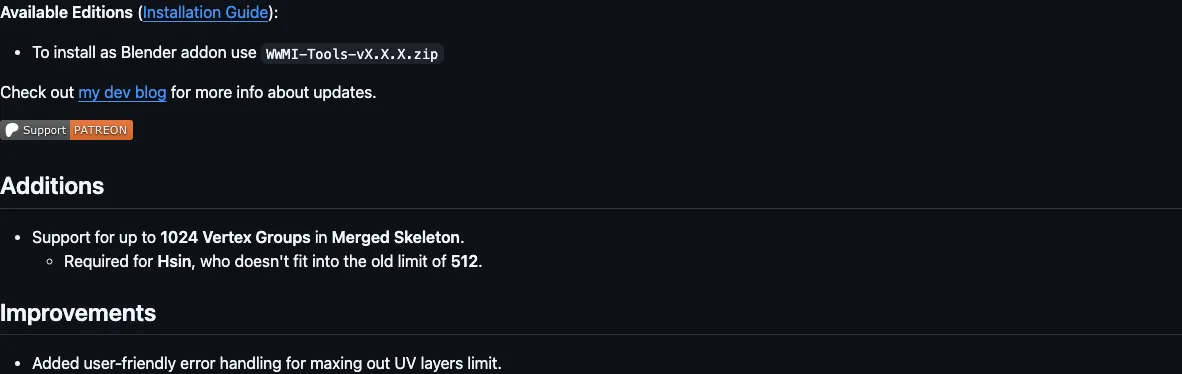 Available Editions (Installation Guide):
To install as Blender addon use WWMI-Tools-vX.X.X.zip
Check out my dev blog for more info about updates.
Support PATREON
Additions
Support for up to 1024 Vertex Groups in Merged Skeleton.
Required for Hsin, who doesn't fit into the old limit of 512.
Improvements
Added user-friendly error handling for maxing out UV layers limit.